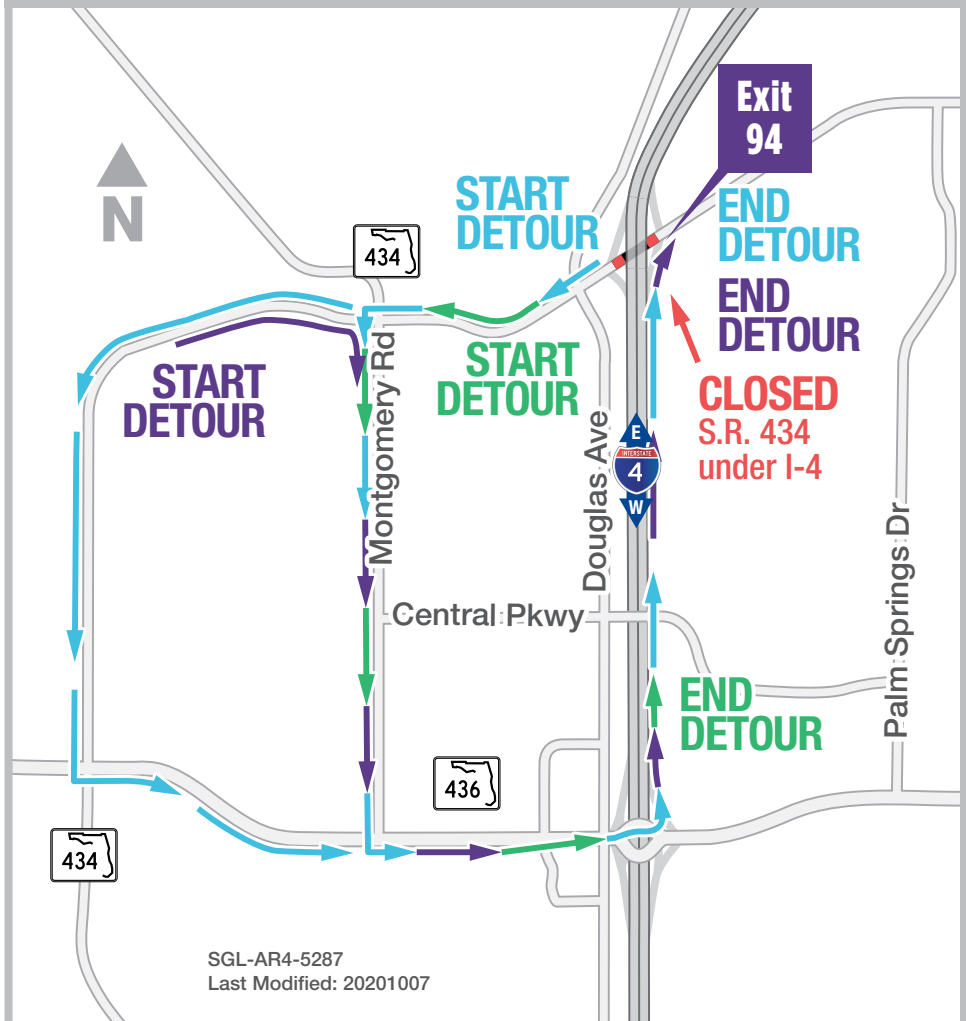 Exit
94
START
DETOUR
END
DETOUR
N
434
END
DETOUR
START
DETOUR
START
DETOUR
Montgomery Rd
CLOSED
S.R. 434
under I-4
Douglas Ave
E
INTERSTATE
4
W
Palm Springs Dr
Central Pkwy
END
DETOUR
436
434
SGL-AR4-5287
Last Modified: 20201007